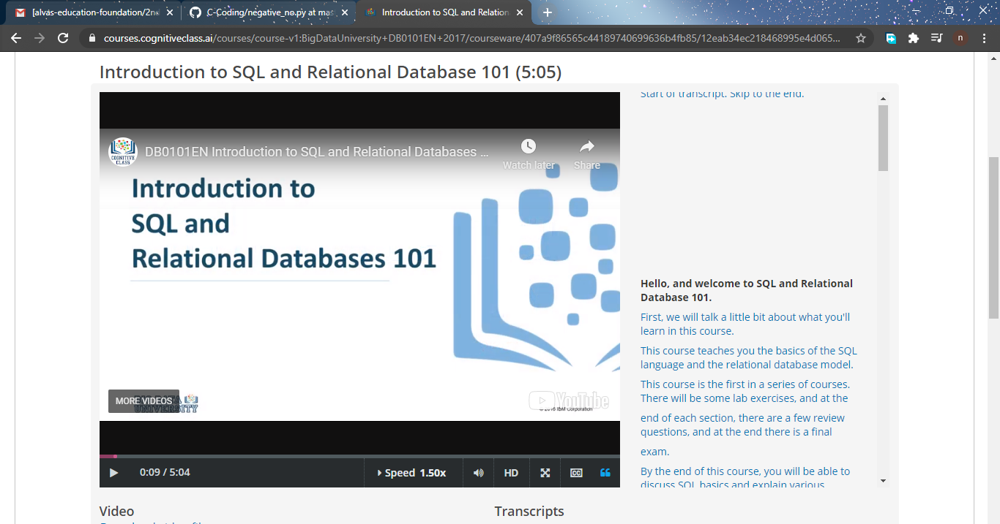 [alvas-education-foundation/2nd
C-Coding/negative_no.py at mas
Introduction to SQL and Relation
courses.cognitiveclass.ai/courses/course-v1:BigDataUniversity+DB0101EN+2017/courseware/407a9f86565c44189740699636b4fb85/12eab34ec218468995e4d065...
n
Introduction to SQL and Relational Database 101 (5:05)
COGNITIVE
CLASS
DB0101EN Introduction to SQL and Relational Databases ...
Watch later
Share
Introduction to
SQL and
Relational Databases 101
MORE VIDEOS
UNIVERSITY
YouTube
© 2016 IBM Corporation
0:09 / 5:04
Speed 1.50x
HD
CC
Start of transcript. Skip to the end.
Hello, and welcome to SQL and Relational
Database 101.
First, we will talk a little bit about what you'll
learn in this course.
This course teaches you the basics of the SQL
language and the relational database model.
This course is the first in a series of courses.
There will be some lab exercises, and at the
end of each section, there are a few review
questions, and at the end there is a final
exam.
By the end of this course, you will be able to
discuss SQL basics and explain various
Video
Transcripts